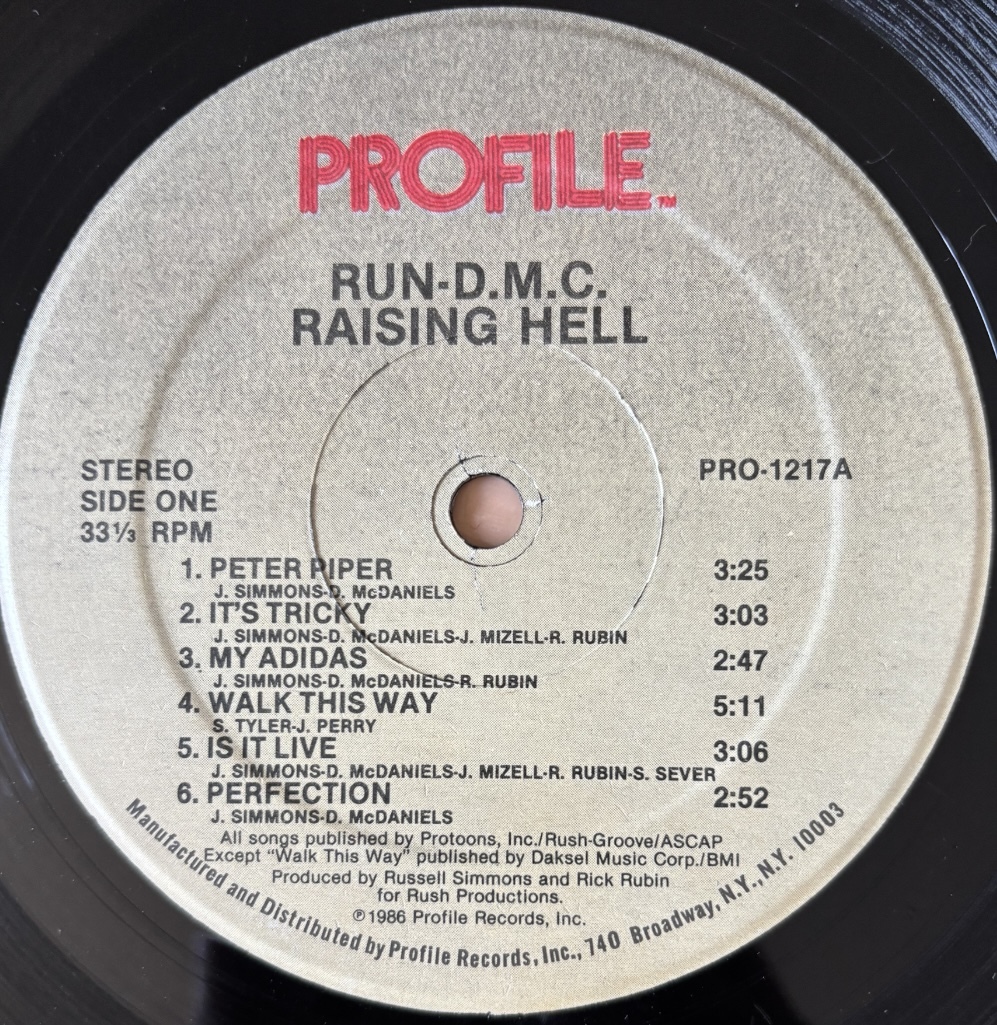 PROFILE™
RUN-D.M.C.
RAISING HELL
STEREO
SIDE ONE
33⅓ RPM
PRO-1217A
1. PETER PIPER 3:25
J. SIMMONS-D. McDANIELS
2. IT'S TRICKY 3:03
J. SIMMONS-D. McDANIELS-J. MIZELL-R. RUBIN
3. MY ADIDAS 2:47
J. SIMMONS-D. McDANIELS-R. RUBIN
4. WALK THIS WAY 5:11
S. TYLER-J. PERRY
5. IS IT LIVE 3:06
J. SIMMONS-D. McDANIELS-J. MIZELL-R. RUBIN-S. SEVER
6. PERFECTION 2:52
J. SIMMONS-D. McDANIELS
All songs published by Protoons, Inc./Rush-Groove/ASCAP
Except "Walk This Way" published by Daksel Music Corp./BMI
Produced by Russell Simmons and Rick Rubin
for Rush Productions.
℗1986 Profile Records, Inc.
Manufactured and Distributed by Profile Records, Inc., 740 Broadway, N.Y., N.Y. 10003